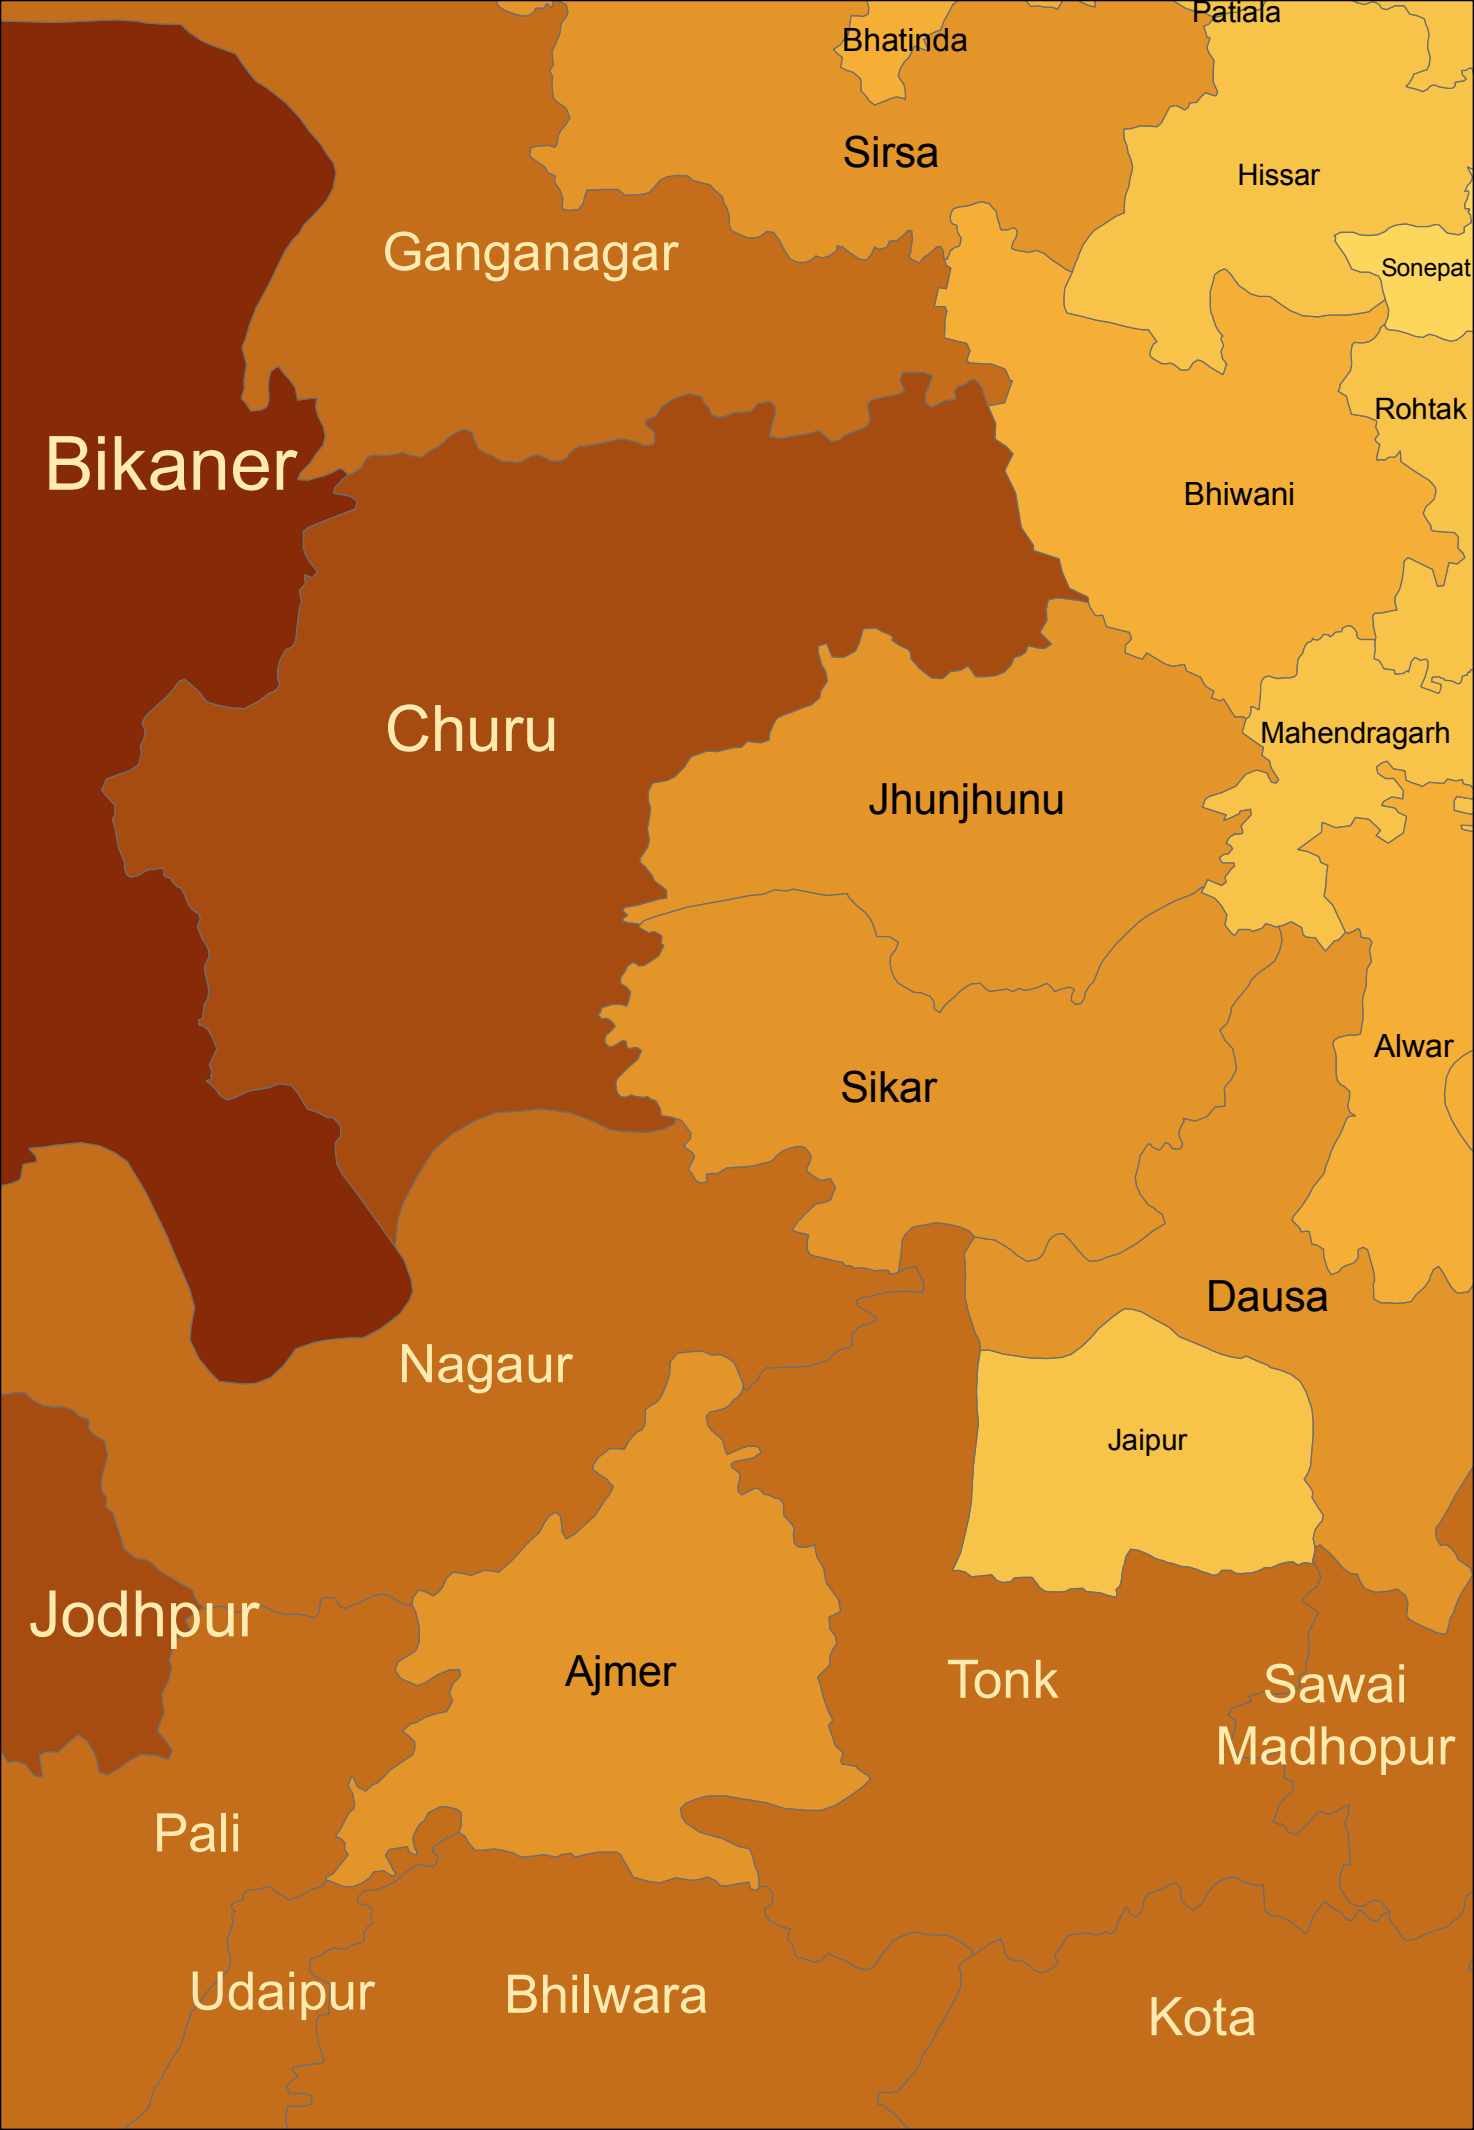 Patiala
Bhatinda
Sirsa
Hissar
Ganganagar
Sonepat
Rohtak
Bikaner
Bhiwani
Churu
Mahendragarh
Jhunjhunu
Alwar
Sikar
Dausa
Nagaur
Jaipur
Jodhpur
Ajmer
Tonk
Sawai
Madhopur
Pali
Udaipur
Bhilwara
Kota